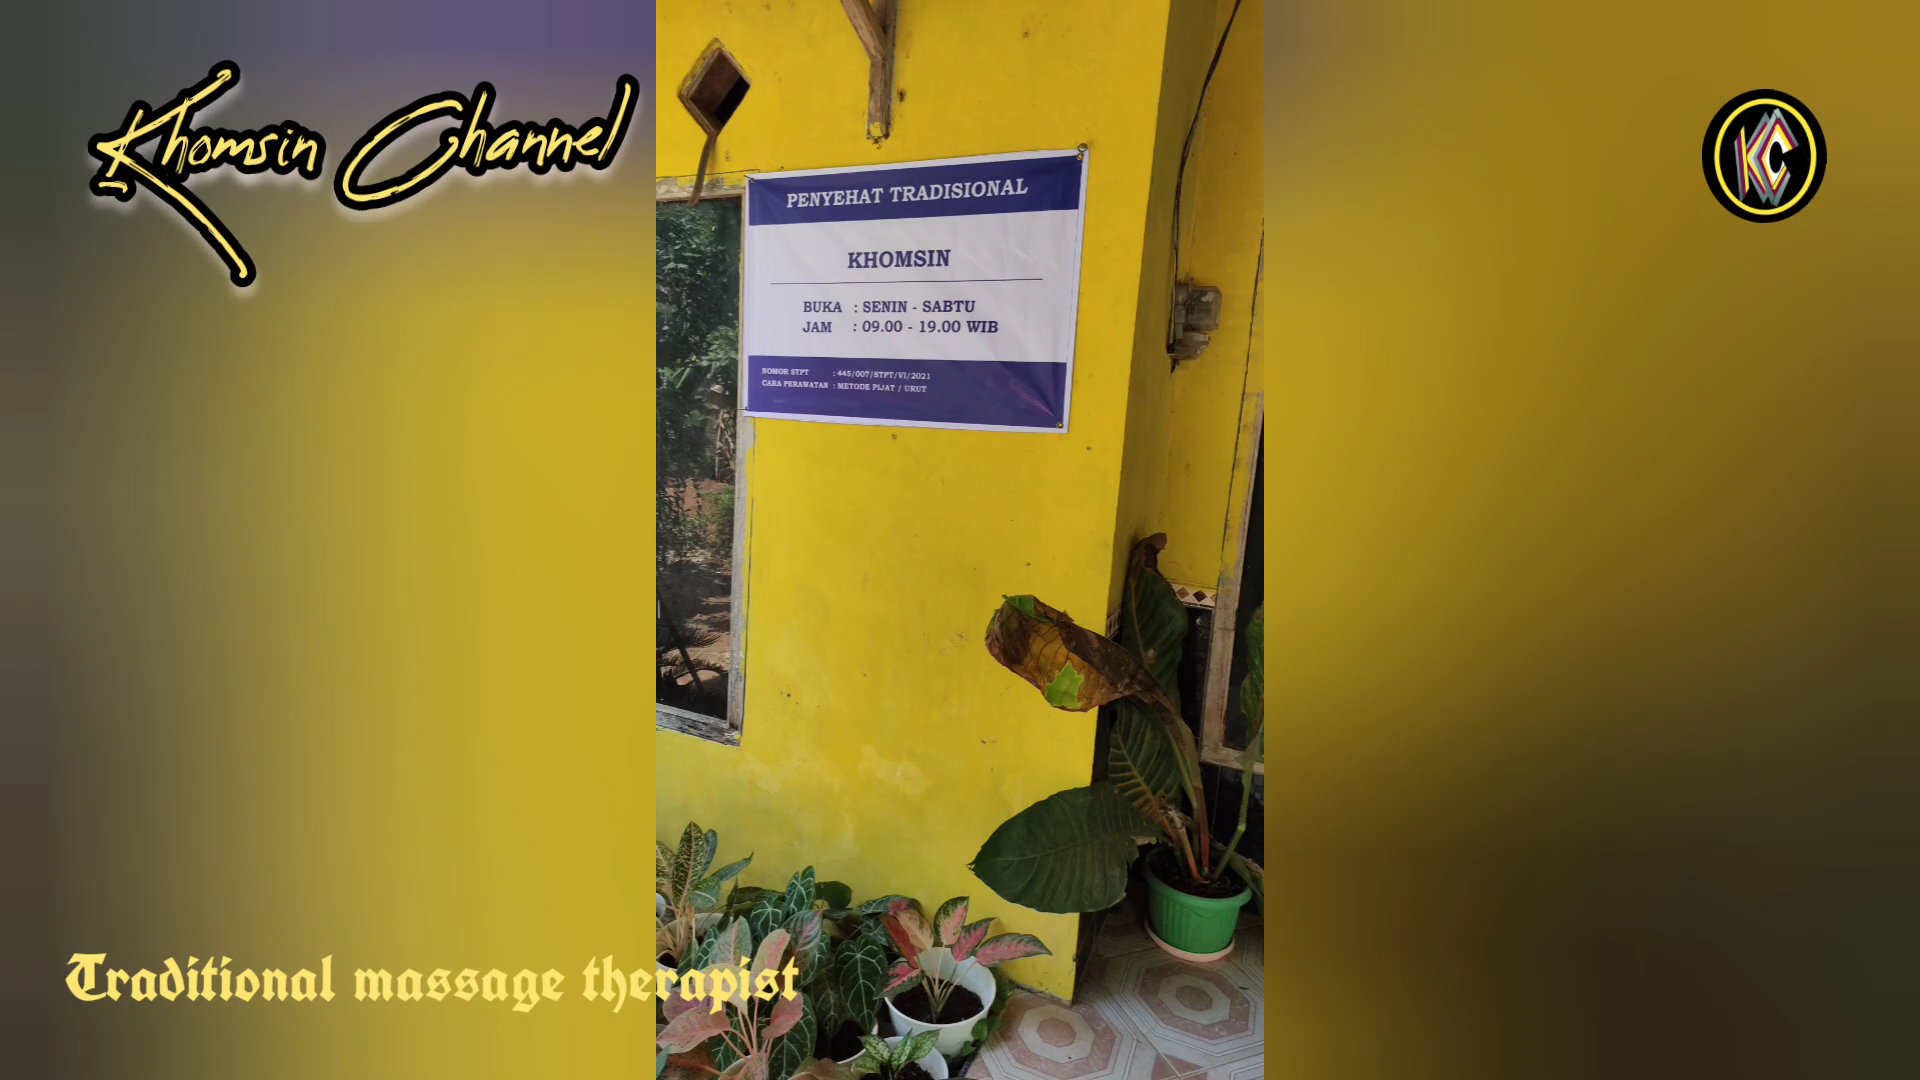 Khomsin Channel
KC
PENYEHAT TRADISIONAL
KHOMSIN
BUKA : SENIN - SABTU
JAM : 09.00 - 19.00 WIB
NOMOR STPT : 445/007/STPT/VI/2021
CARA PERAWATAN : METODE PIJAT / URUT
Traditional massage therapist